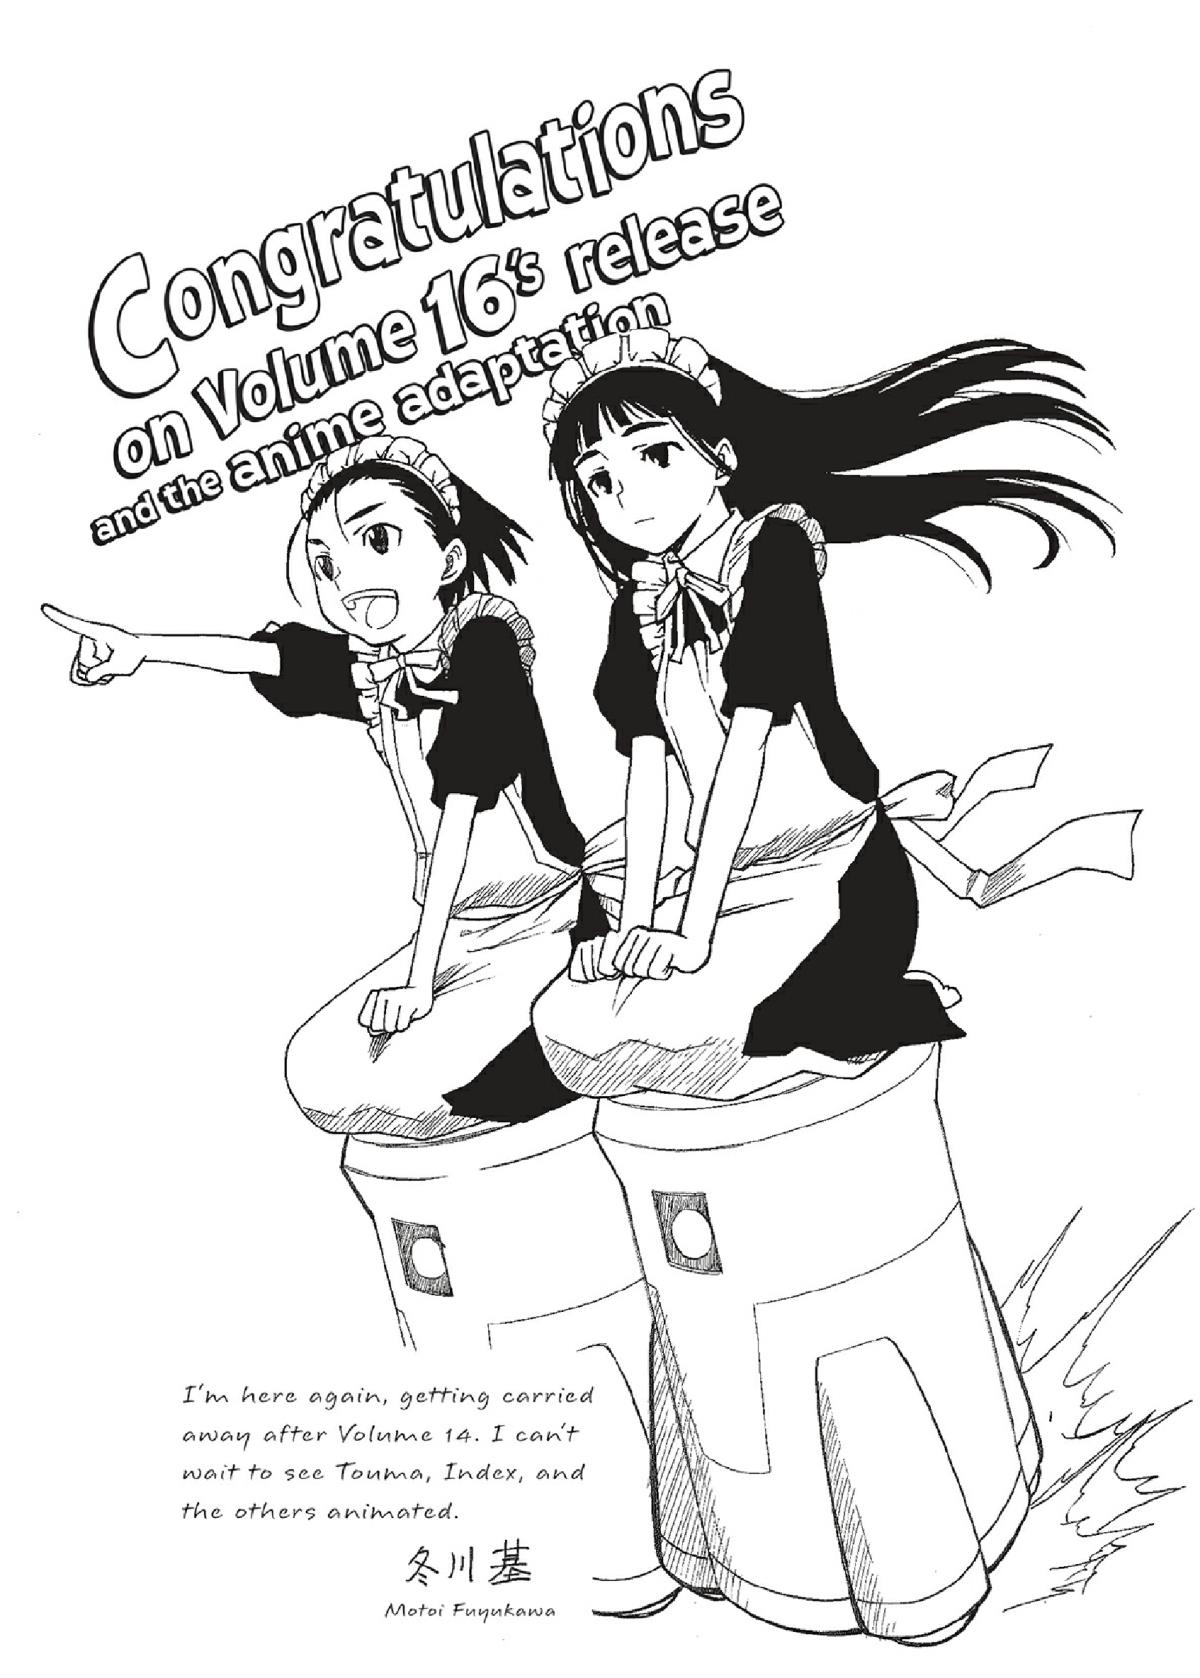 Congratulations
on Volume 16's release
and the anime adaptation
I'm here again, getting carried
away after Volume 14. I can't
wait to see Touma, Index, and
the others animated.
冬川基
Motoi Fuyukawa